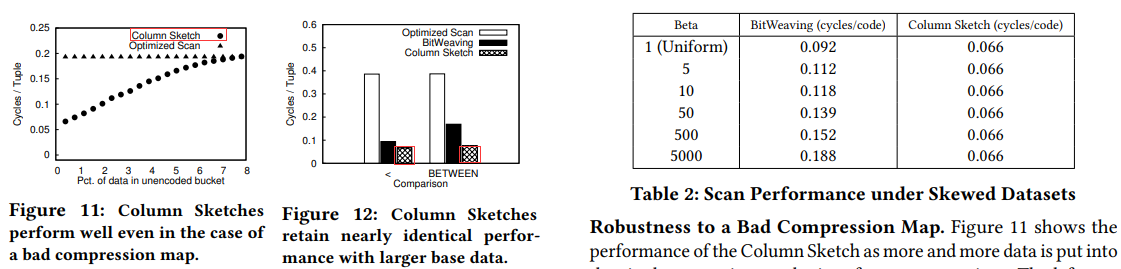 0.25
0.2
0.15
0.1
0.05
0
Cycles / Tuple
Column Sketch
Optimized Scan
0 1 2 3 4 5 6 7 8
Pct. of data in unencoded bucket
Figure 11: Column Sketches
perform well even in the case of
a bad compression map.
0.6
0.5
0.4
0.3
0.2
0.1
0
Cycles / Tuple
Optimized Scan
BitWeaving
Column Sketch
< BETWEEN
Comparison
Figure 12: Column Sketches
retain nearly identical perfor-
mance with larger base data.
Beta BitWeaving (cycles/code) Column Sketch (cycles/code)
1 (Uniform) 0.092 0.066
5 0.112 0.066
10 0.118 0.066
50 0.139 0.066
500 0.152 0.066
5000 0.188 0.066
Table 2: Scan Performance under Skewed Datasets
Robustness to a Bad Compression Map. Figure 11 shows the
performance of the Column Sketch as more and more data is put into